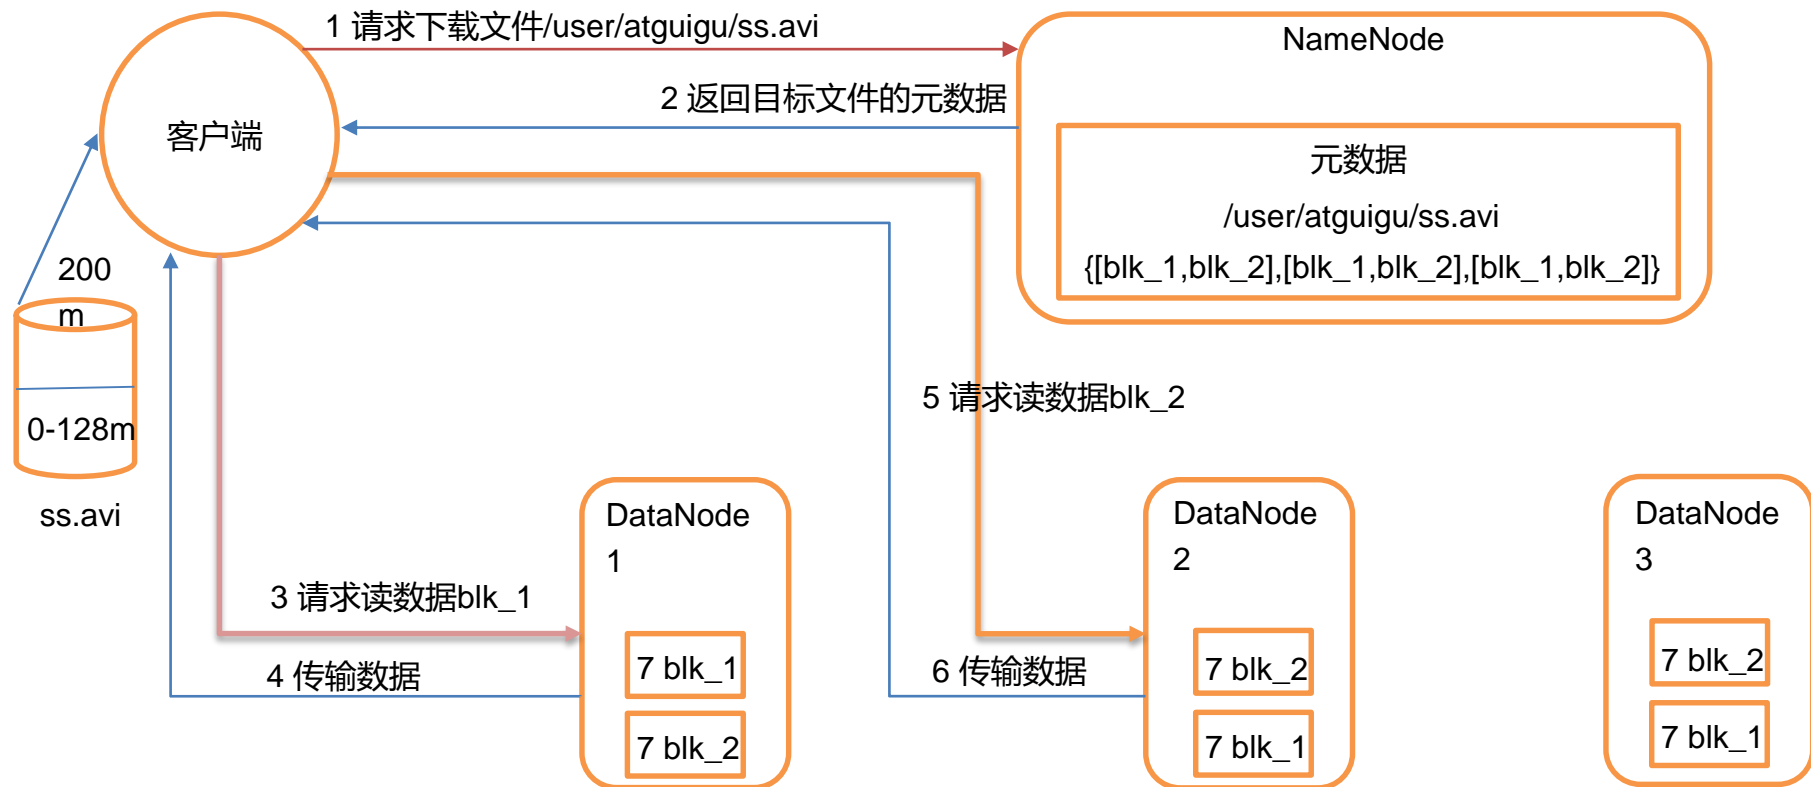 1 请求下载文件/user/atguigu/ss.avi
NameNode
2 返回目标文件的元数据
客户端
元数据
/user/atguigu/ss.avi
{[blk_1,blk_2],[blk_1,blk_2],[blk_1,blk_2]}
200
m
0-128m
ss.avi
5 请求读数据blk_2
3 请求读数据blk_1
4 传输数据
DataNode
1
7 blk_1
7 blk_2
6 传输数据
DataNode
2
7 blk_2
7 blk_1
DataNode
3
7 blk_2
7 blk_1